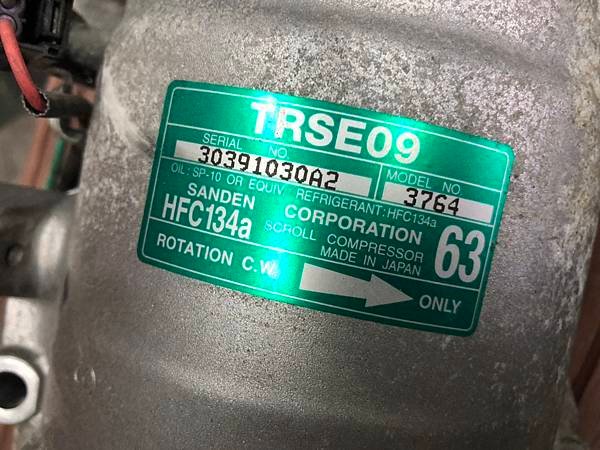 TRSE09
SERIAL NO. MODEL NO
30391030A2 3764
OIL: SP-10 OR EQUIV. REFRIGERANT: HFC134a
SANDEN CORPORATION
HFC134a SCROLL COMPRESSOR 63
MADE IN JAPAN
ROTATION C.W. ONLY